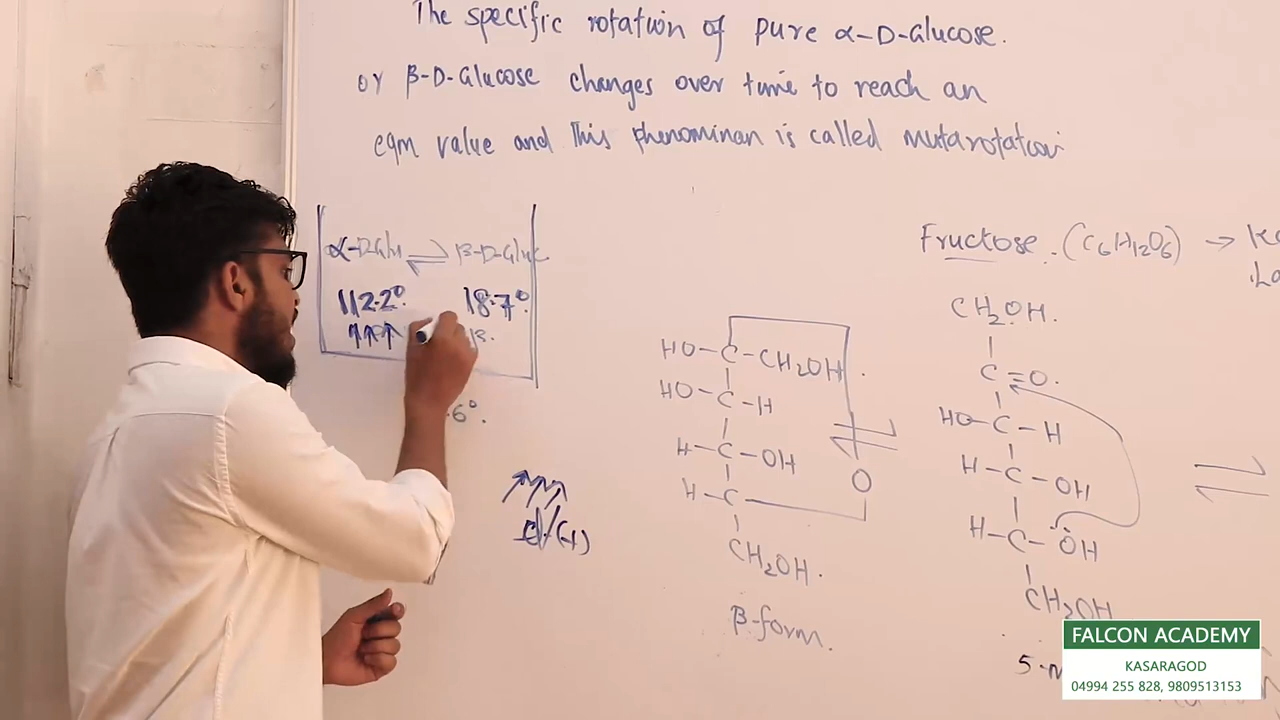 The specific rotation of pure α-D-Glucose.
or β-D-Glucose changes over time to reach an
eqm value and This phenominan is called mutarotation
α-D-Glu ⇌ β-D-Gluc
112.2° 18.7°
6°.
d/(+)
HO-C-CH₂OH.
HO-C-H
H-C-OH
H-C
O
CH₂OH.
β-form.
⇌
Fructose. (C₆H₁₂O₆) →
CH₂OH.
C=O.
HO-C-H
H-C-OH
H-C-ÖH
CH₂OH
⇌
FALCON ACADEMY
KASARAGOD
04994 255 828, 9809513153